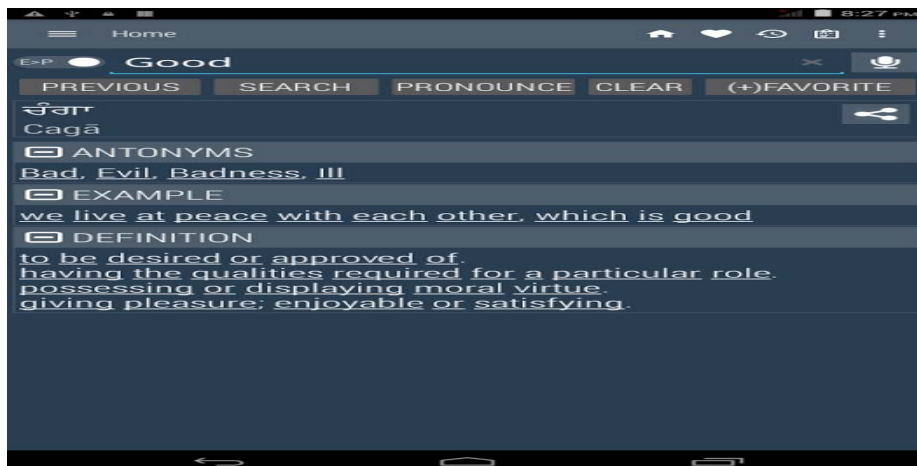 8:27 PM
Home
E>P Good
PREVIOUS SEARCH PRONOUNCE CLEAR (+)FAVORITE
ਚੰਗਾ
Cagā
ANTONYMS
Bad, Evil, Badness, Ill
EXAMPLE
we live at peace with each other, which is good
DEFINITION
to be desired or approved of.
having the qualities required for a particular role.
possessing or displaying moral virtue.
giving pleasure; enjoyable or satisfying.